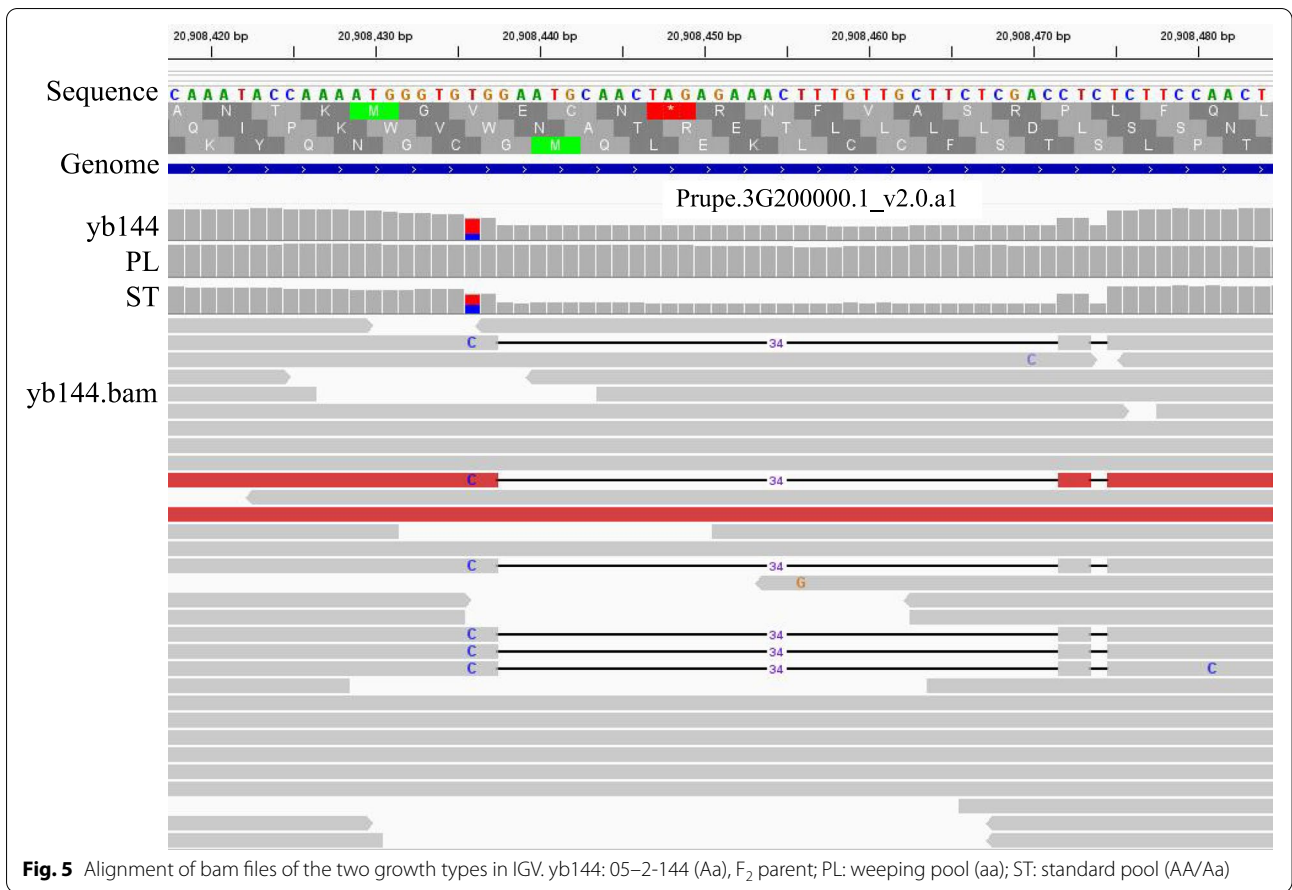 20,908,420 bp 20,908,430 bp 20,908,440 bp 20,908,450 bp 20,908,460 bp 20,908,470 bp 20,908,480 bp
Sequence C A A A T A C C A A A A T G G G T G T G G A A T G C A A C T A G A G A A A C T T T G T T G C T T C T C G A C C T C T C T T C C A A C T
A N T K M G V E C N * R N F V A S R P L F Q L
Q I P K W V W N A T R E T L L L L D L S S N
K Y Q N G C G M Q L E K L C C F S T S L P T
Genome
Prupe.3G200000.1_v2.0.a1
yb144
PL
ST
C 34
C
yb144.bam
C 34
C 34
G
C 34
C 34
C 34 C
Fig. 5 Alignment of bam files of the two growth types in IGV. yb144: 05–2-144 (Aa), F2 parent; PL: weeping pool (aa); ST: standard pool (AA/Aa)